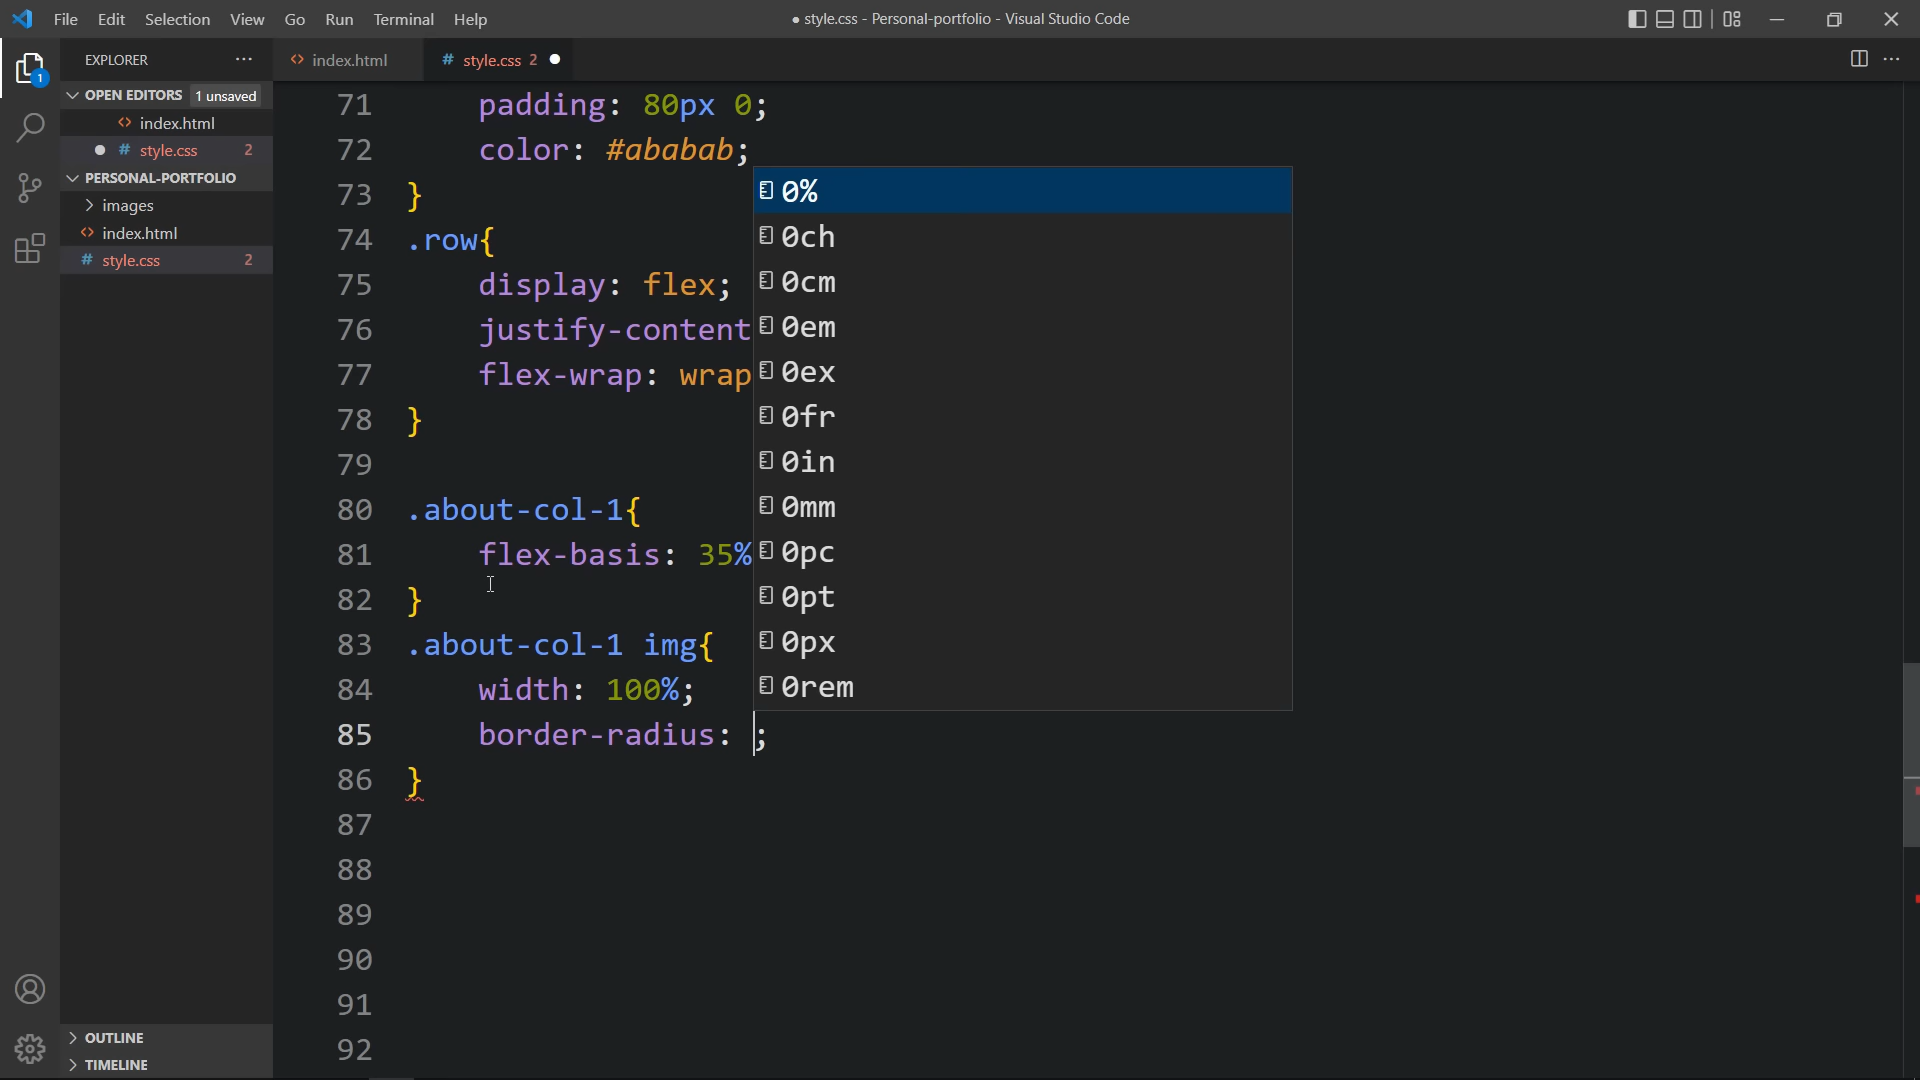 File Edit Selection View Go Run Terminal Help
● style.css - Personal-portfolio - Visual Studio Code
EXPLORER
index.html
# style.css 2
OPEN EDITORS 1 unsaved
index.html
# style.css 2
PERSONAL-PORTFOLIO
images
index.html
# style.css 2
1
71 padding: 80px 0;
72 color: #ababab;
73 }
74 .row{
75 display: flex;
76 justify-content
77 flex-wrap: wrap
78 }
79
80 .about-col-1{
81 flex-basis: 35%
82 }
83 .about-col-1 img{
84 width: 100%;
85 border-radius: ;
86 }
87
88
89
90
91
92
0%
0ch
0cm
0em
0ex
0fr
0in
0mm
0pc
0pt
0px
0rem
OUTLINE
TIMELINE